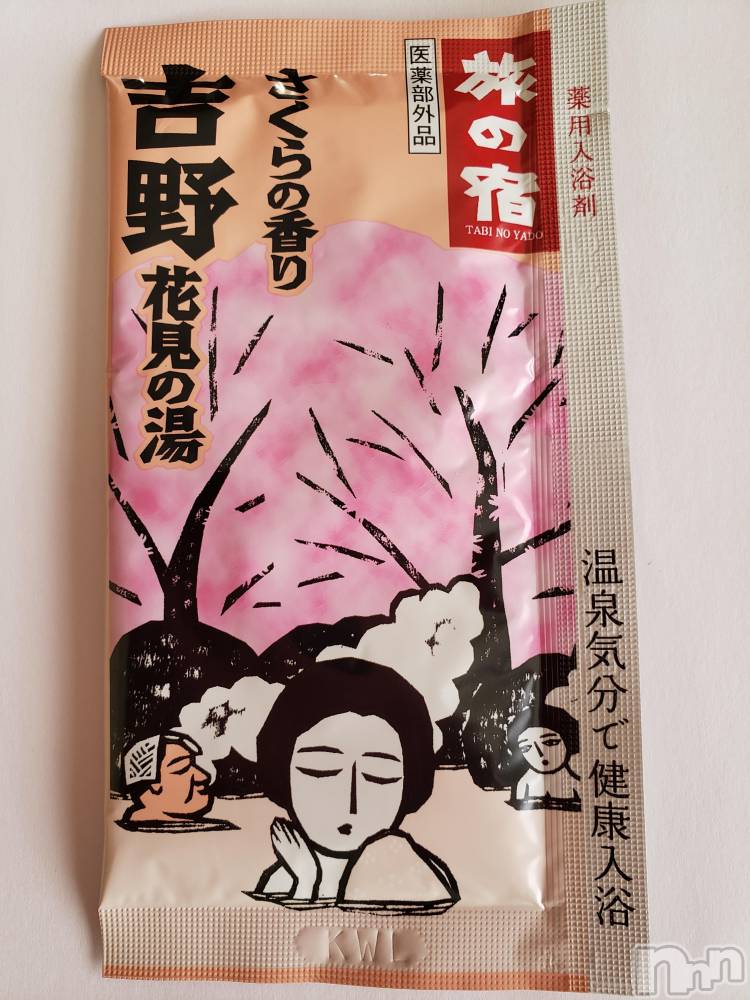 薬用入浴剤
旅の宿
TABI NO YADO
医薬部外品
さくらの香り
吉野
花見の湯
温泉気分で健康入浴
KWL
nnn